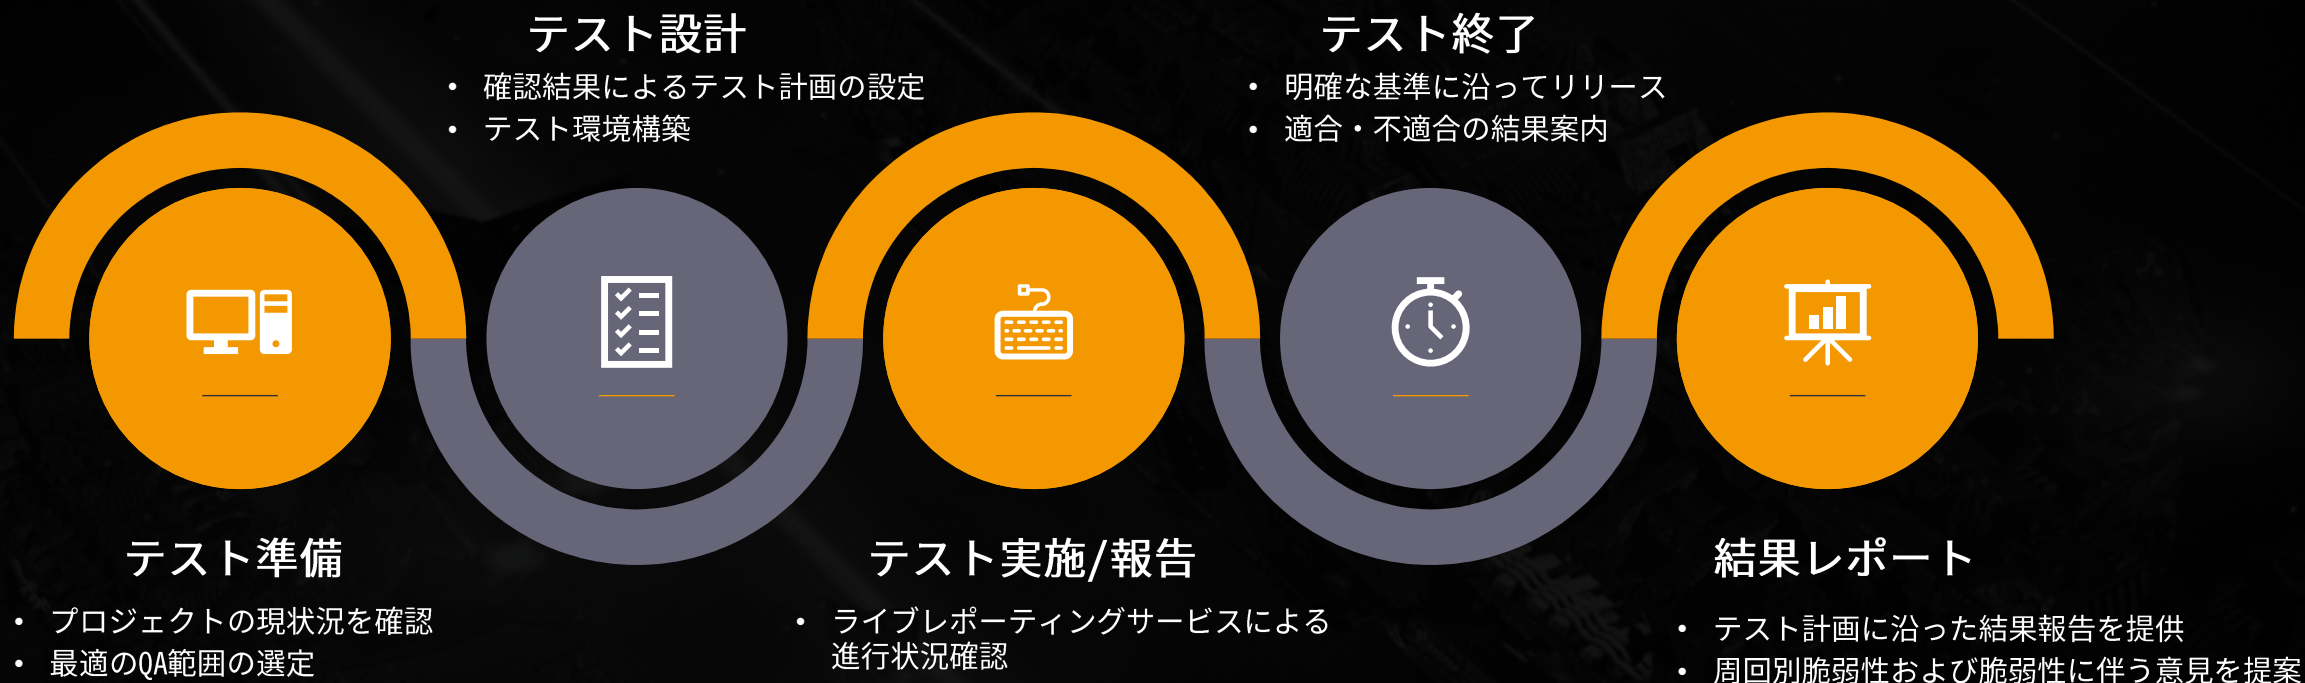 テスト準備
• プロジェクトの現状況を確認
• 最適のQA範囲の選定
テスト設計
• 確認結果によるテスト計画の設定
• テスト環境構築
テスト実施/報告
• ライブレポーティングサービスによる
進行状況確認
テスト終了
• 明確な基準に沿ってリリース
• 適合・不適合の結果案内
結果レポート
• テスト計画に沿った結果報告を提供
• 周回別脆弱性および脆弱性に伴う意見を提案